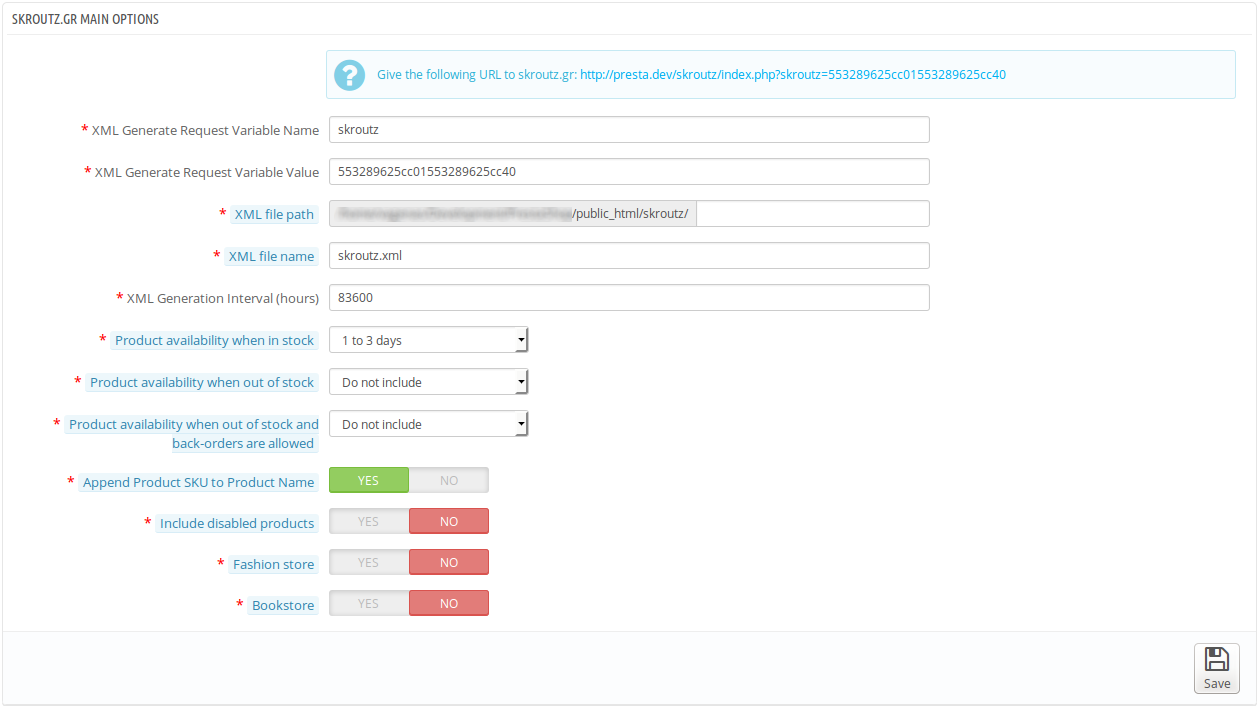 SKROUTZ.GR MAIN OPTIONS
Give the following URL to skroutz.gr: http://presta.dev/skroutz/index.php?skroutz=553289625cc01553289625cc40
* XML Generate Request Variable Name skroutz
* XML Generate Request Variable Value 553289625cc01553289625cc40
* XML file path /public_html/skroutz/
* XML file name skroutz.xml
* XML Generation Interval (hours) 83600
* Product availability when in stock 1 to 3 days
* Product availability when out of stock Do not include
* Product availability when out of stock and Do not include
back-orders are allowed
* Append Product SKU to Product Name YES NO
* Include disabled products YES NO
* Fashion store YES NO
* Bookstore YES NO
Save